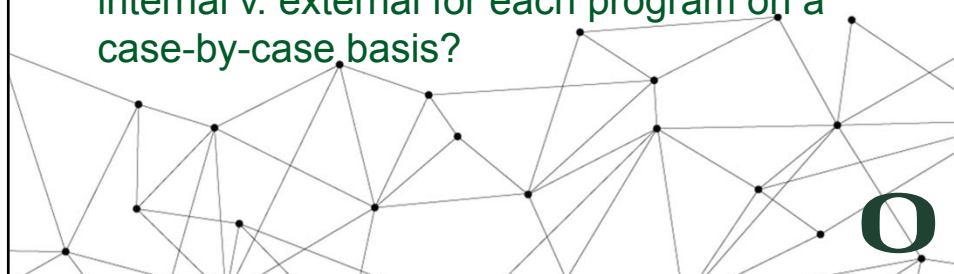 internal v. external for each program on a
case-by-case basis?
O